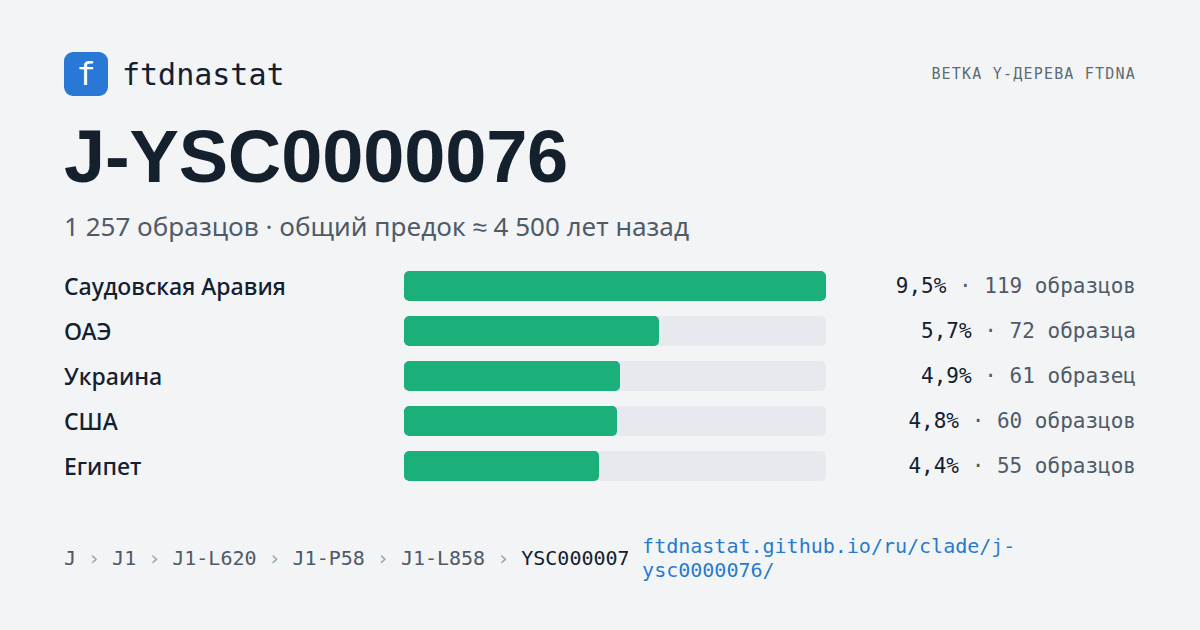 f ftdnastat
ВЕТКА Y-ДЕРЕВА FTDNA
J-YSC0000076
1 257 образцов · общий предок ≈ 4 500 лет назад
Саудовская Аравия 9,5% · 119 образцов
ОАЭ 5,7% · 72 образца
Украина 4,9% · 61 образец
США 4,8% · 60 образцов
Египет 4,4% · 55 образцов
J › J1 › J1-L620 › J1-P58 › J1-L858 › YSC000007
ftdnastat.github.io/ru/clade/j-
ysc0000076/